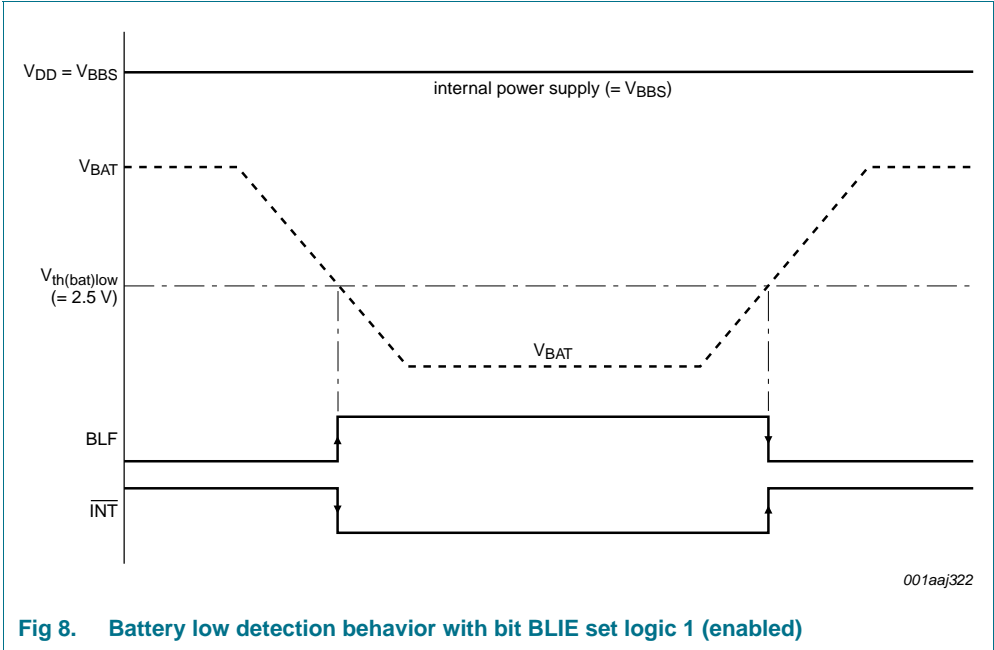 VDD = VBBS
internal power supply (= VBBS)
VBAT
Vth(bat)low
(= 2.5 V)
VBAT
BLF
INT
001aaj322
Fig 8. Battery low detection behavior with bit BLIE set logic 1 (enabled)